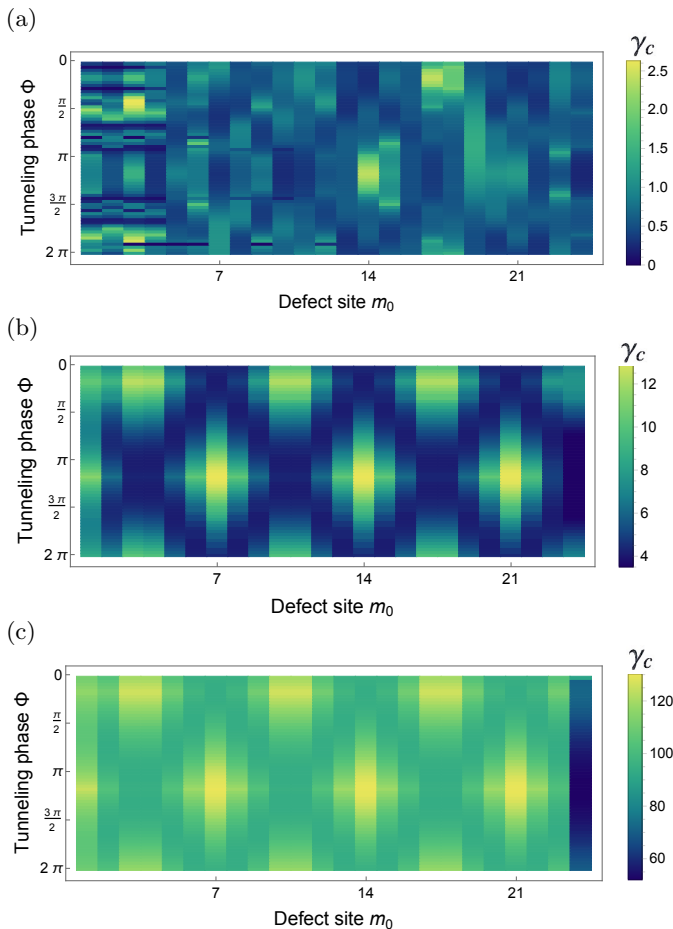 (a)
γc
0
π/2
π
3π/2
2π
Tunneling phase Φ
7
14
21
Defect site m0
2.5
2.0
1.5
1.0
0.5
0
(b)
γc
0
π/2
π
3π/2
2π
Tunneling phase Φ
7
14
21
Defect site m0
12
10
8
6
4
(c)
γc
0
π/2
π
3π/2
2π
Tunneling phase Φ
7
14
21
Defect site m0
120
100
80
60